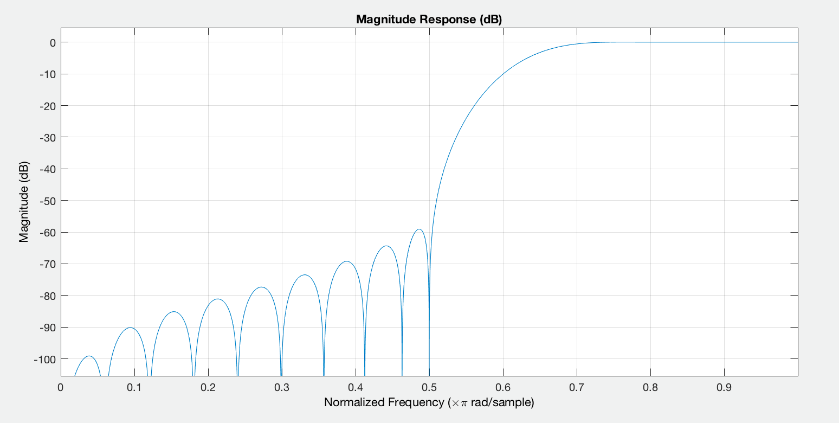 Magnitude Response (dB)
Magnitude (dB)
0
-10
-20
-30
-40
-50
-60
-70
-80
-90
-100
0 0.1 0.2 0.3 0.4 0.5 0.6 0.7 0.8 0.9
Normalized Frequency (×π rad/sample)